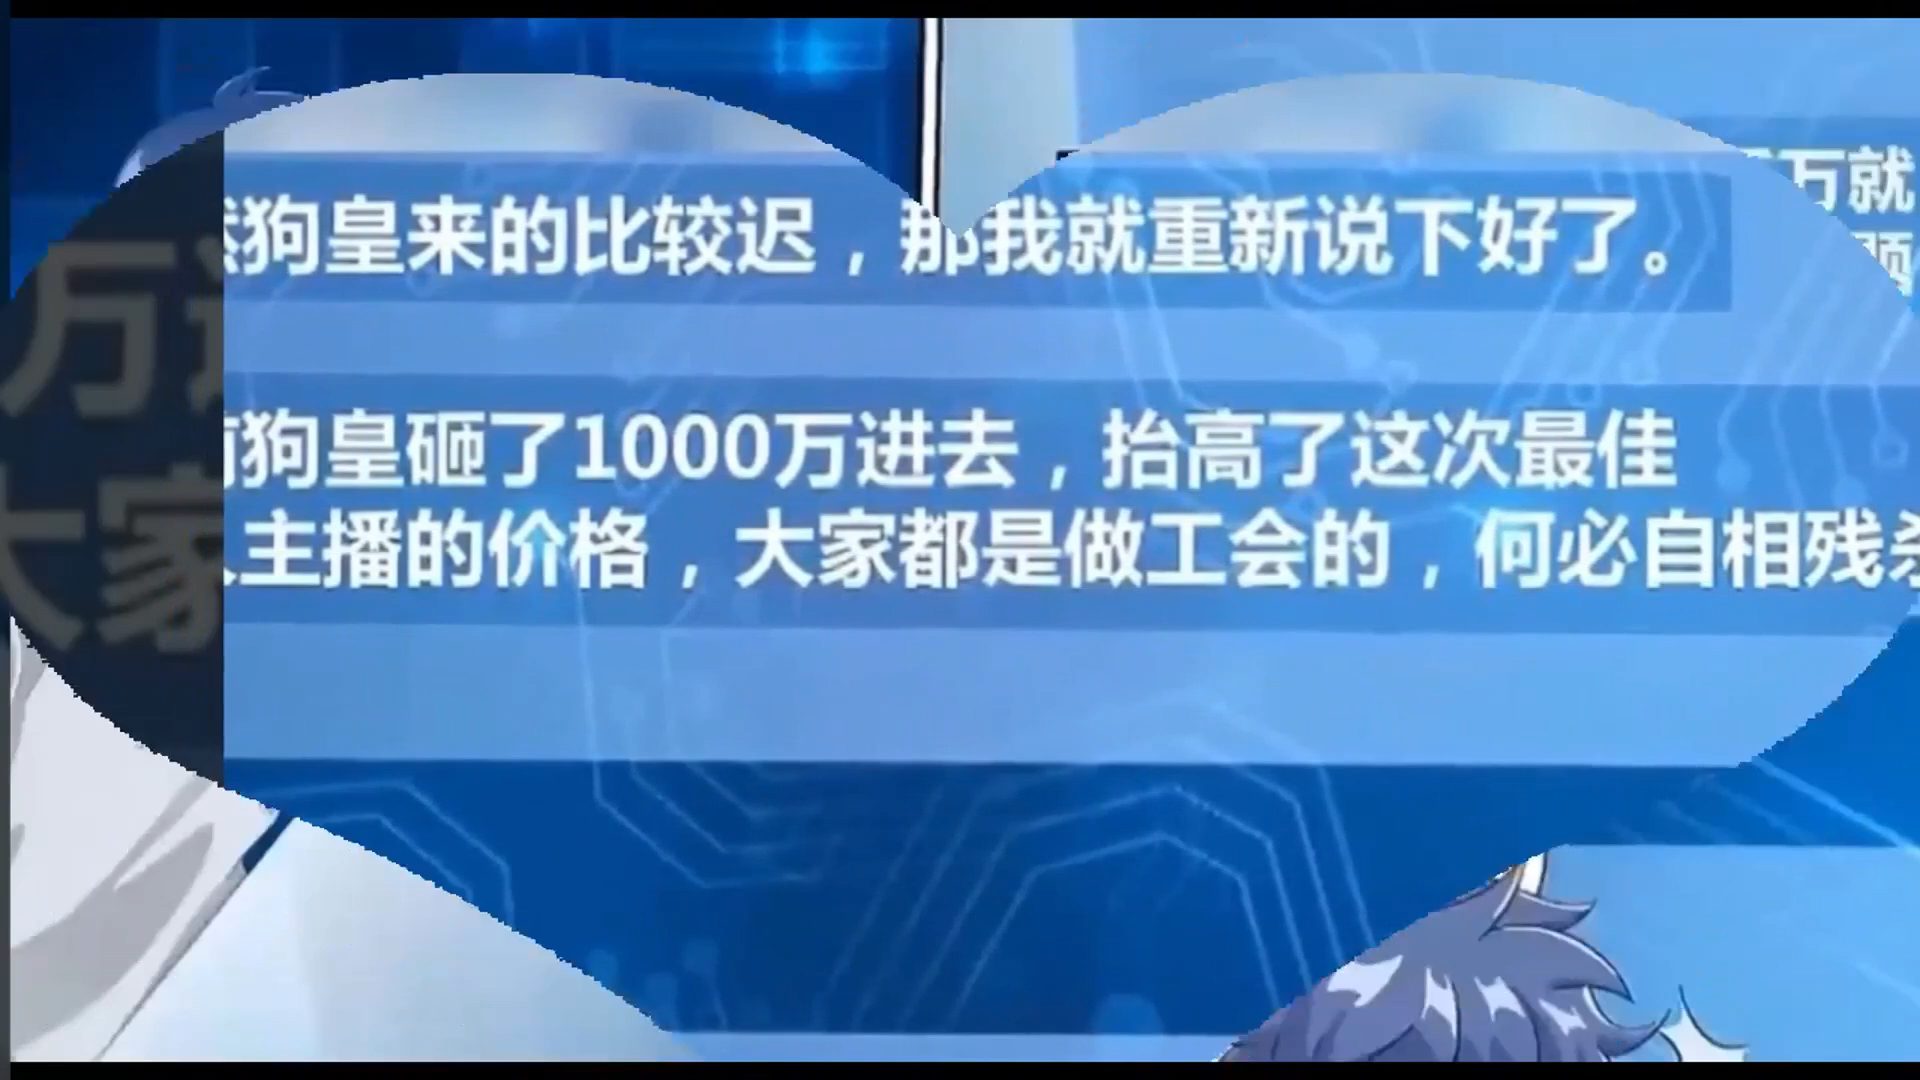 狗皇来的比较迟，那我就重新说下好了。
狗皇砸了1000万进去，抬高了这次最佳
主播的价格，大家都是做工会的，何必自相残杀
万就
题
万这
大家